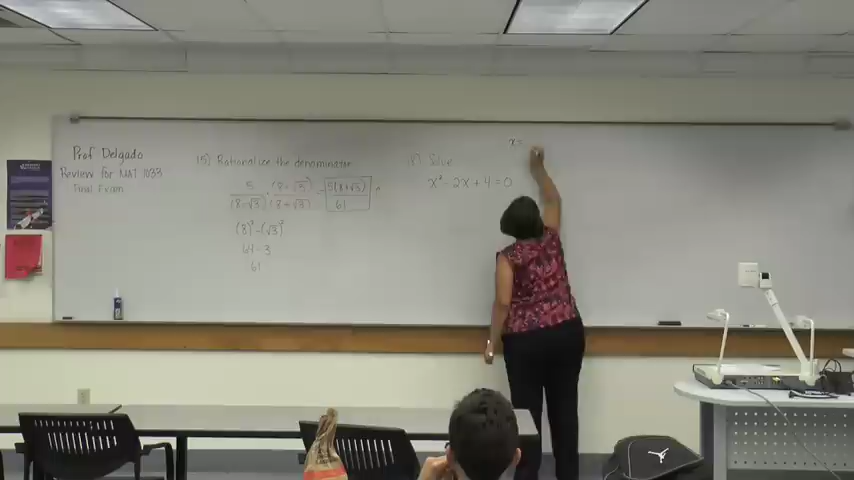 Prof Delgado
Review for MAT 1033
Final Exam
15) Rationalize the denominator
5/(8-√3) · (8+√3)/(8+√3) = 5(8+√3)/61
(8)² - (√3)²
64 - 3
61
18) Solve
x² - 2x + 4 = 0
x =